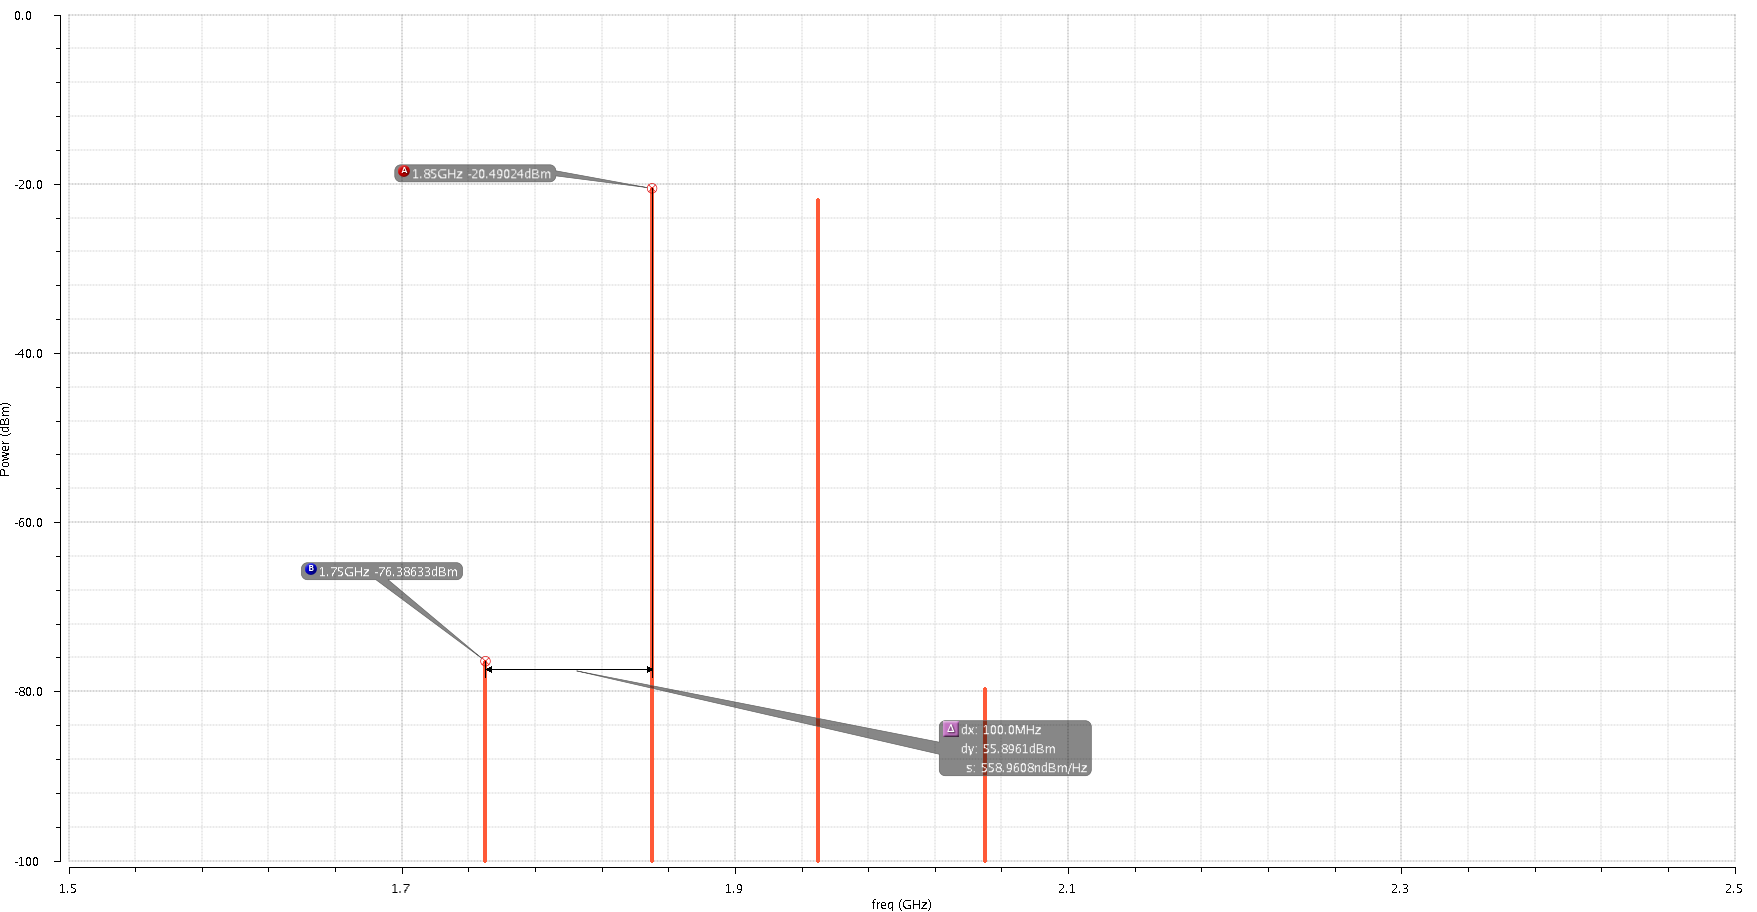 0.0
A 1.85GHz -20.49024dBm
-20.0
-40.0
Power (dBm)
-60.0
B 1.75GHz -76.38633dBm
-80.0
Δ dx: 100.0MHz
dy: 55.8961dBm
s: 558.9608ndBm/Hz
-100
1.5 1.7 1.9 2.1 2.3 2.5
freq (GHz)